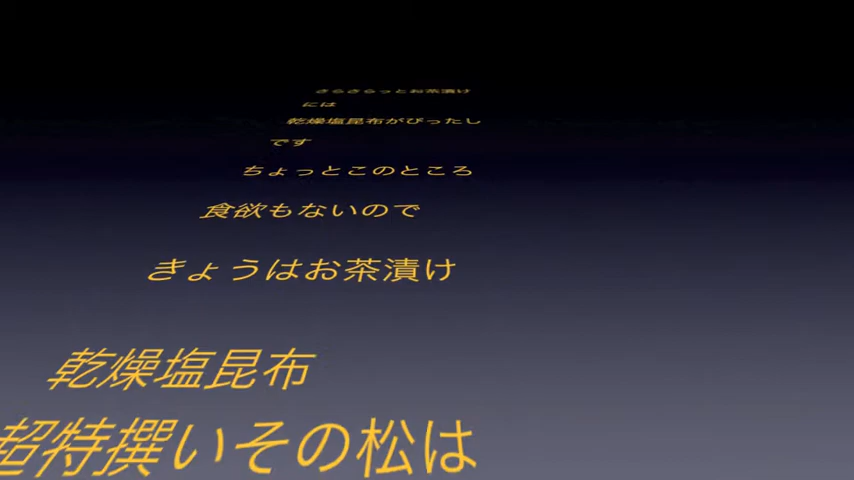 さらさらっとお茶漬け
には
乾燥塩昆布がぴったし
です
ちょっとこのところ
食欲もないので
きょうはお茶漬け
乾燥塩昆布
超特撰いその松は